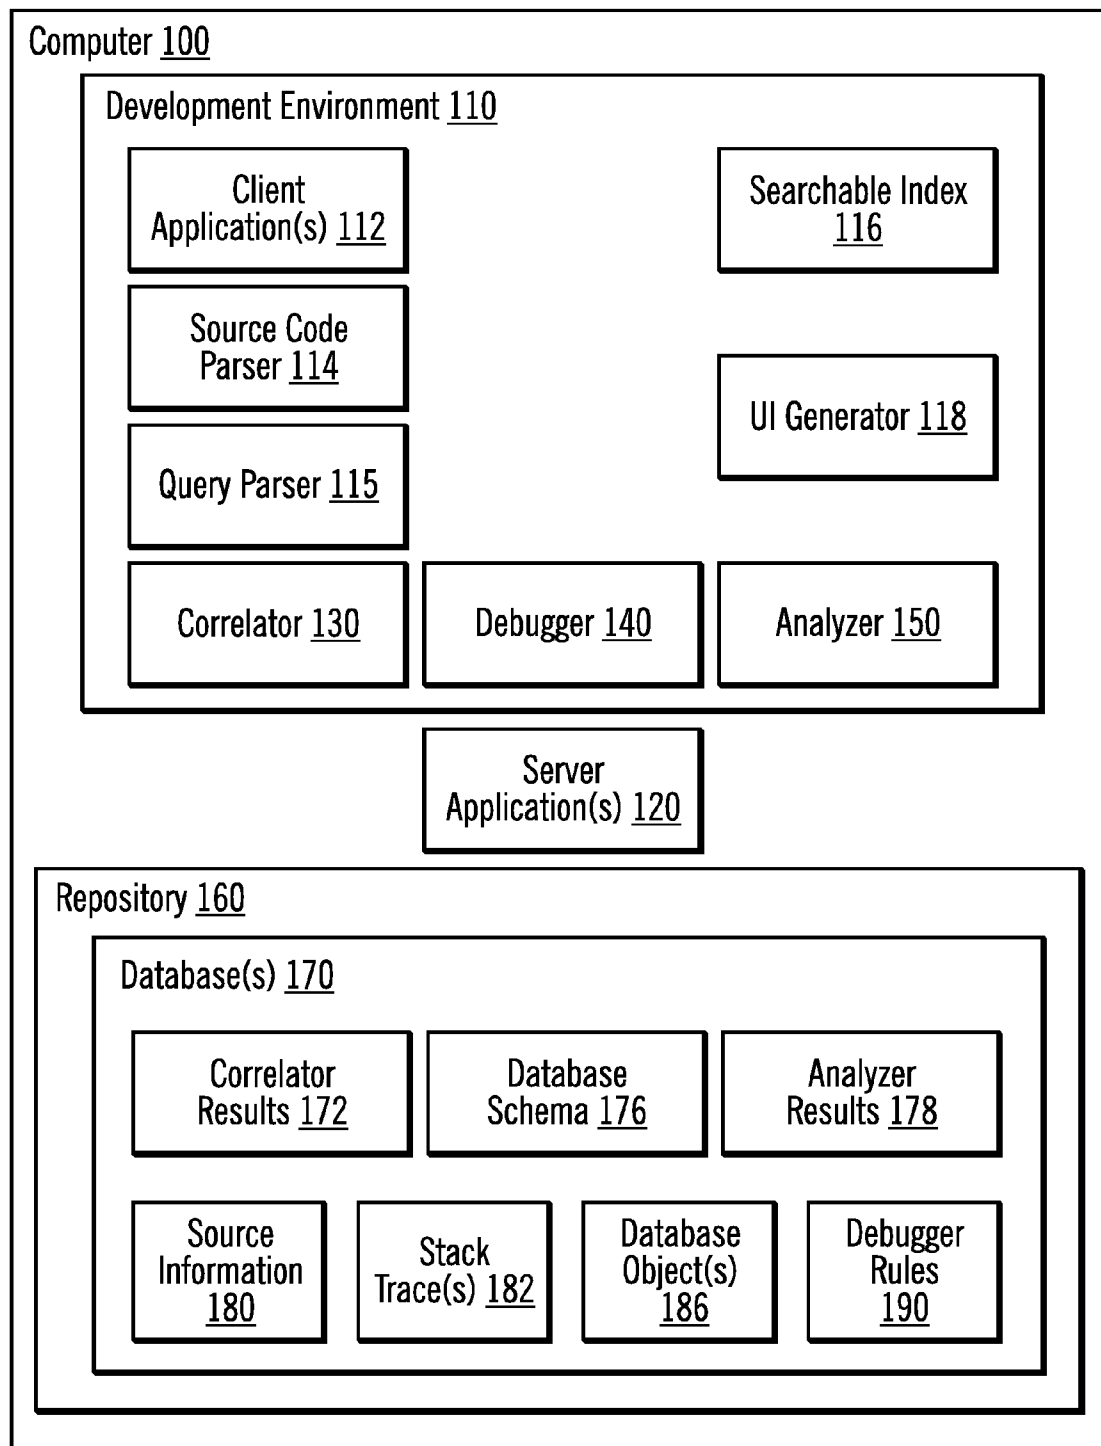 Computer 100
Development Environment 110
Client
Application(s) 112
Searchable Index
116
Source Code
Parser 114
UI Generator 118
Query Parser 115
Correlator 130
Debugger 140
Analyzer 150
Server
Application(s) 120
Repository 160
Database(s) 170
Correlator
Results 172
Database
Schema 176
Analyzer
Results 178
Source
Information
180
Stack
Trace(s) 182
Database
Object(s)
186
Debugger
Rules
190